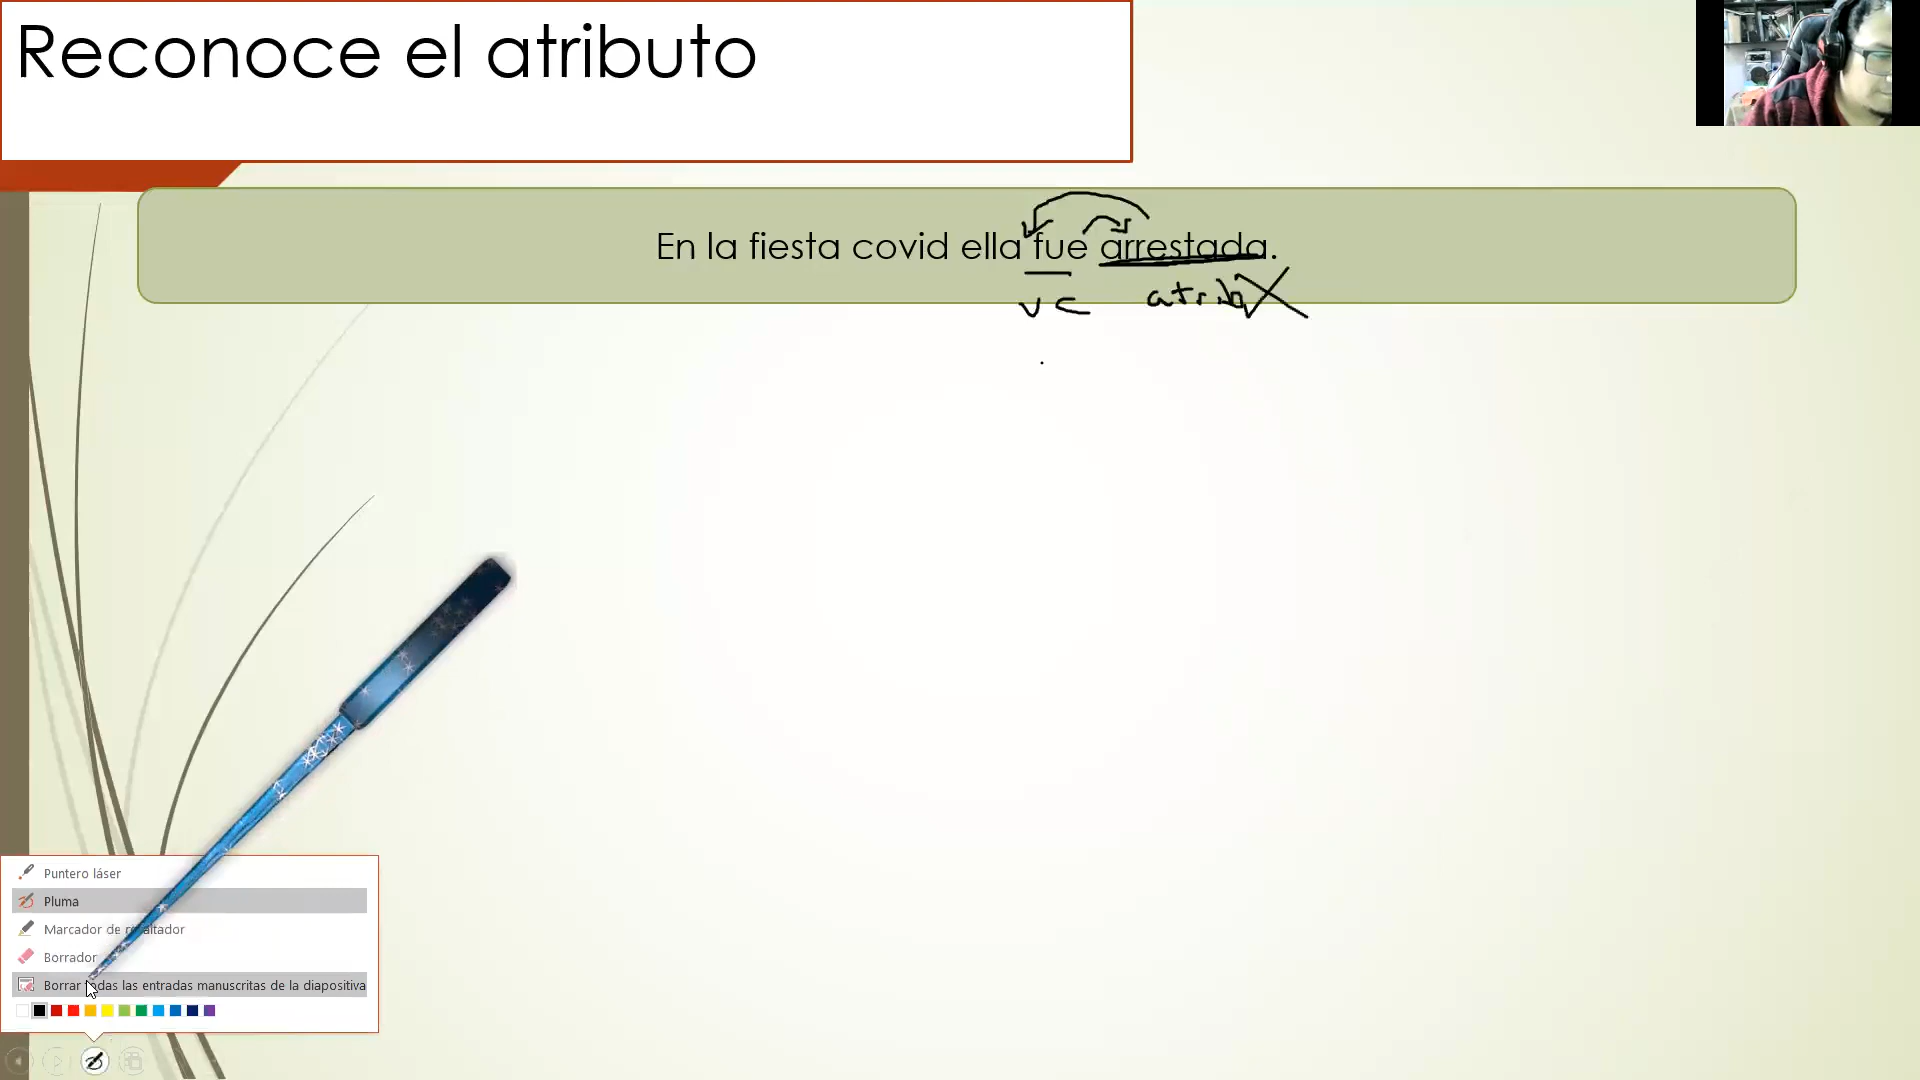 Reconoce el atributo
En la fiesta covid ella fue arrestada.
v c atrib
Puntero láser
Pluma
Marcador de resaltador
Borrador
Borrar todas las entradas manuscritas de la diapositiva